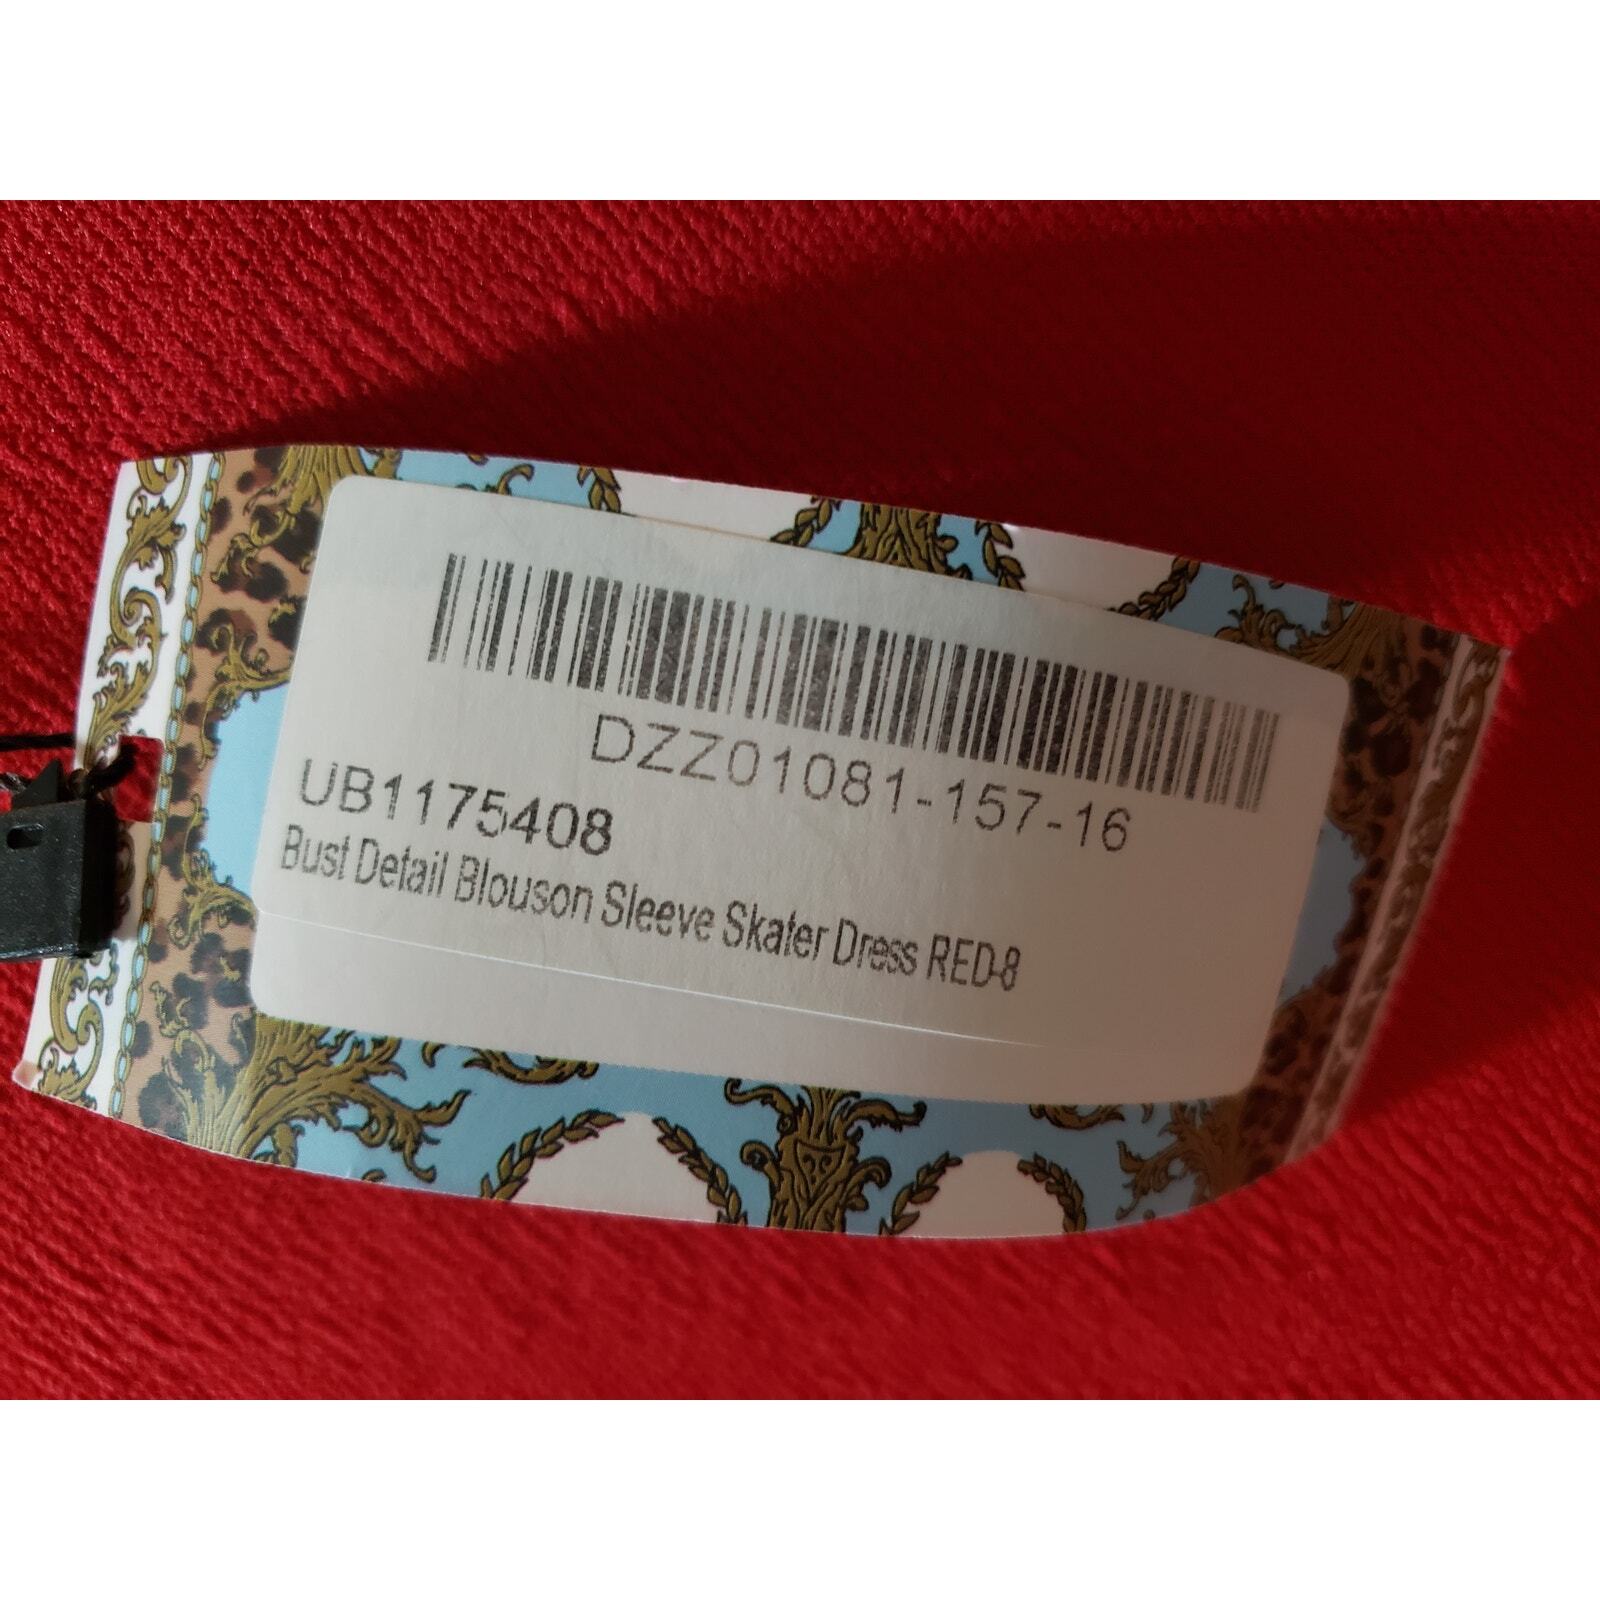 DZZ01081-157-16
UB1175408
Bust Detail Blouson Sleeve Skater Dress RED-8